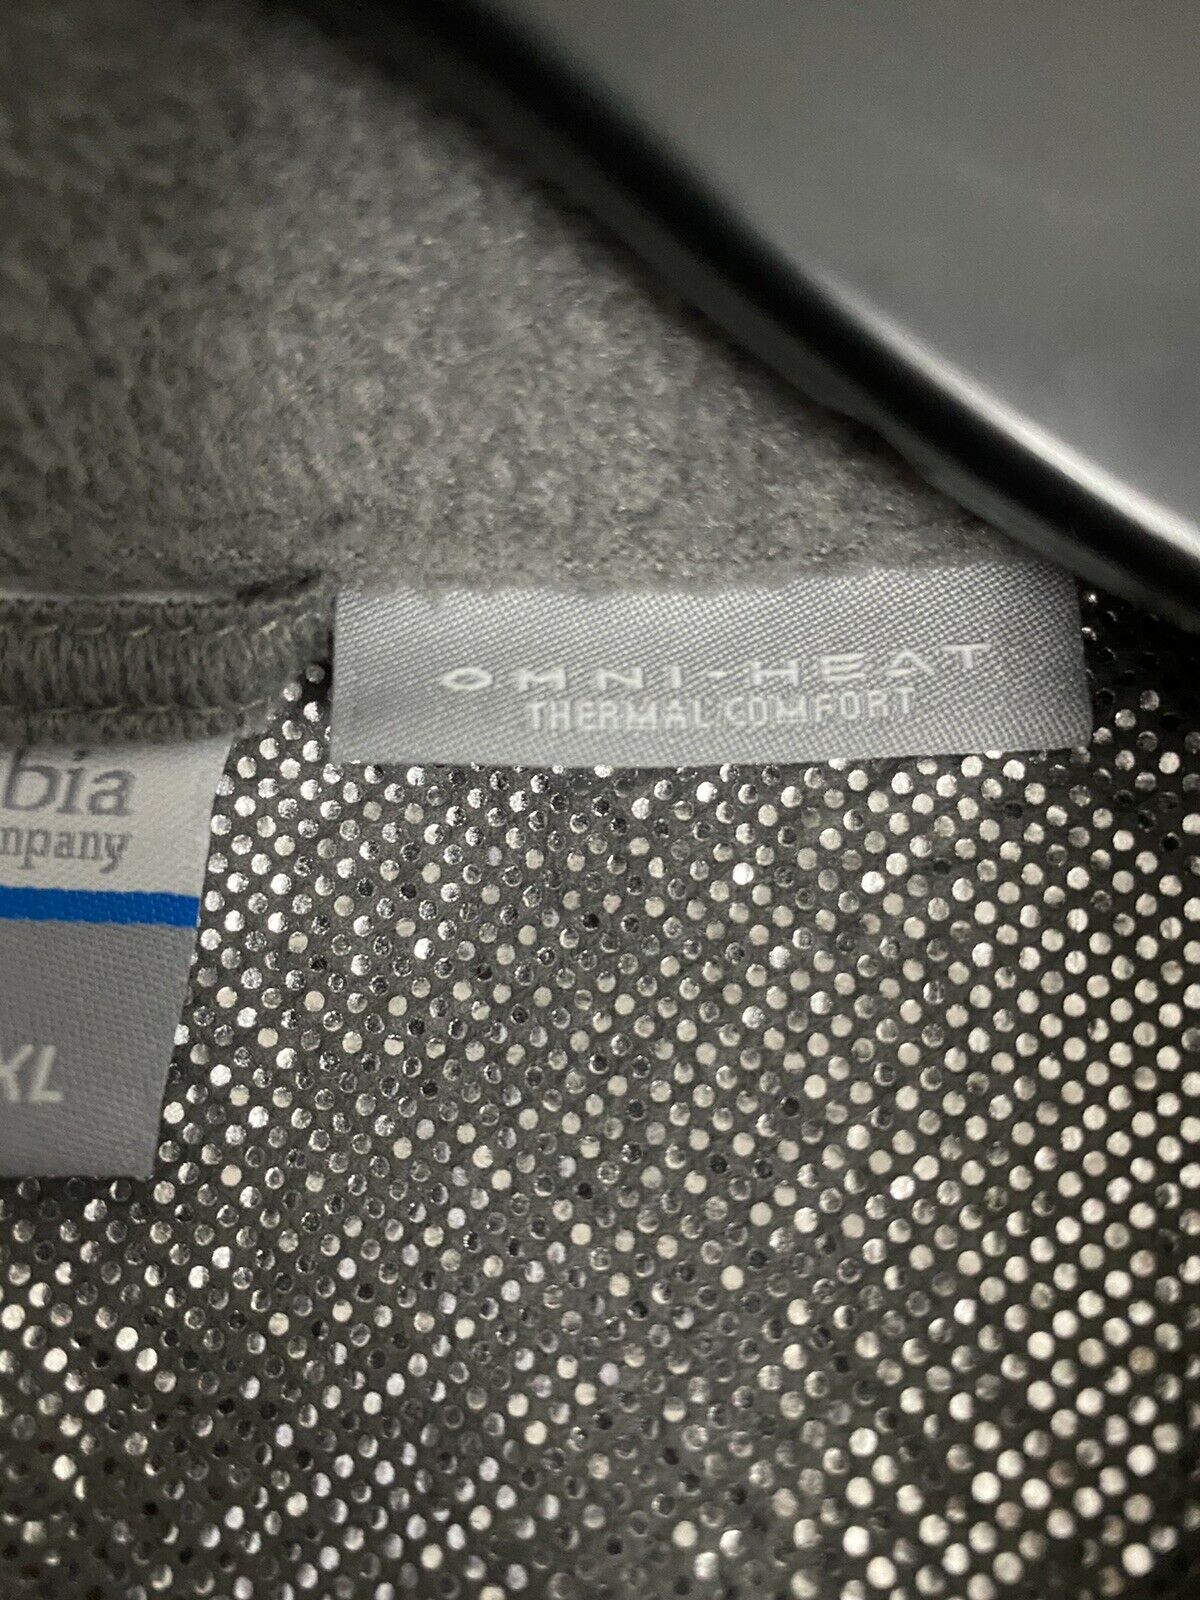 OMNI-HEAT
THERMAL COMFORT
bia
mpany
XL